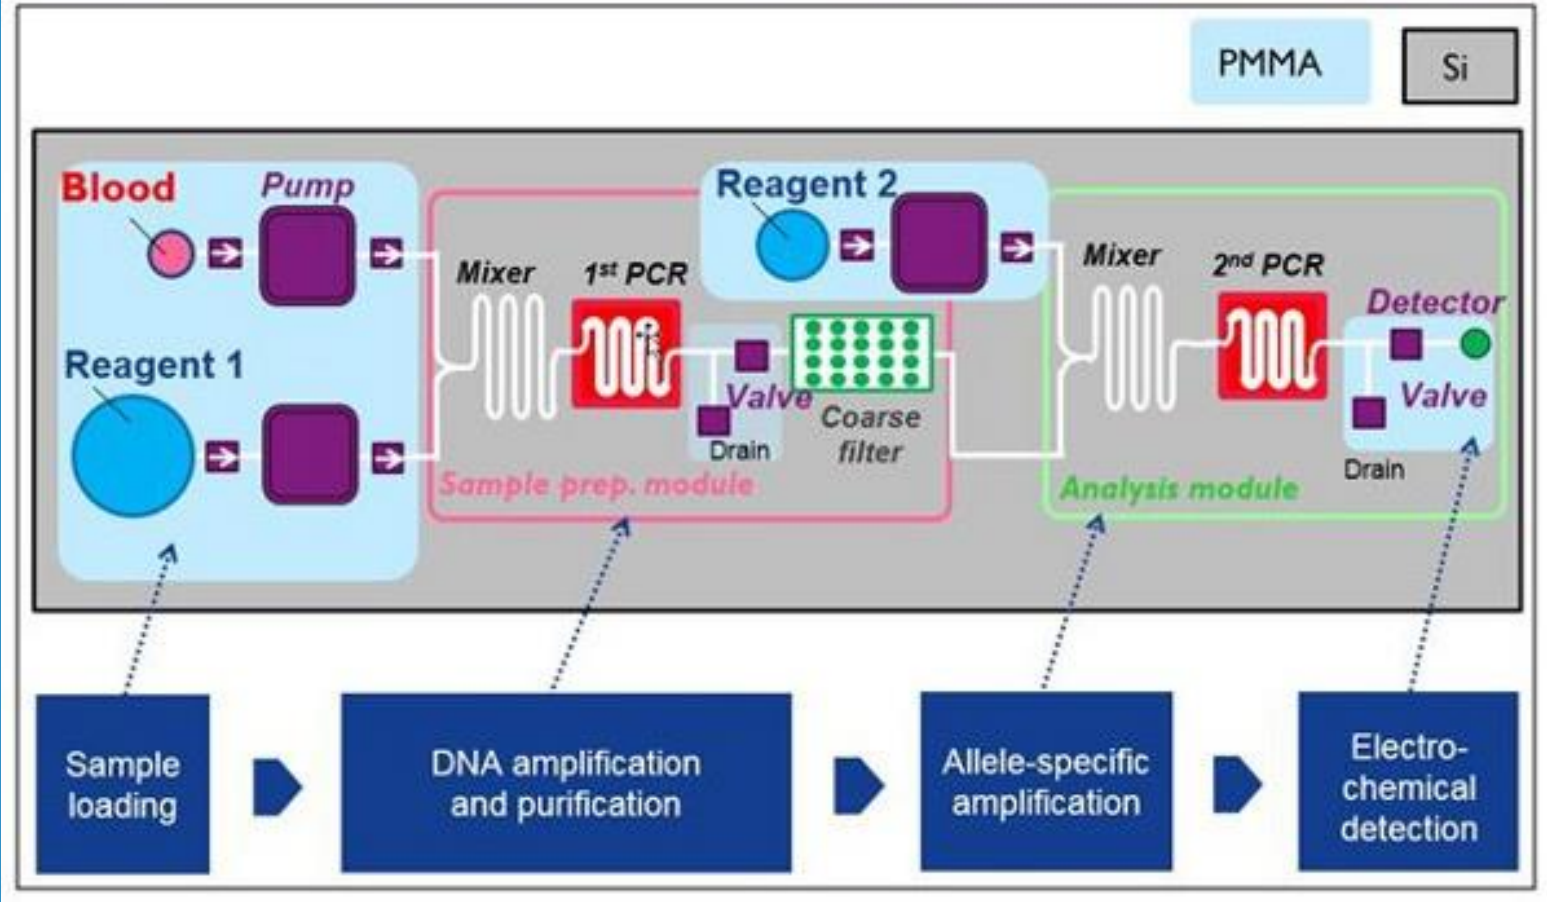 PMMA
Si
Blood
Pump
Reagent 2
Mixer
1st PCR
Mixer
2nd PCR
Detector
Reagent 1
Valve
Valve
Coarse
filter
Drain
Drain
Sample prep. module
Analysis module
Sample
loading
DNA amplification
and purification
Allele-specific
amplification
Electro-
chemical
detection